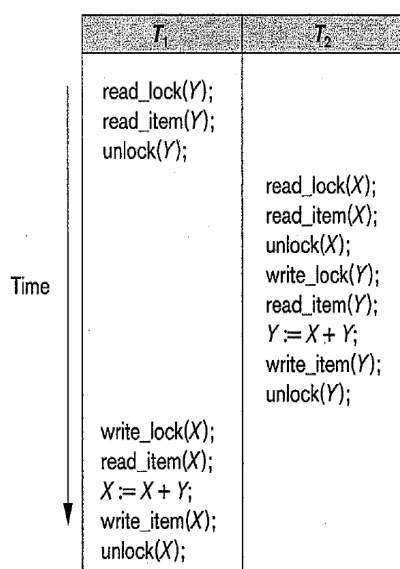 T₁ T₂
read_lock(Y);
read_item(Y);
unlock(Y);
read_lock(X);
read_item(X);
unlock(X);
write_lock(Y);
Time
read_item(Y);
Y := X + Y;
write_item(Y);
unlock(Y);
write_lock(X);
read_item(X);
X := X + Y;
write_item(X);
unlock(X);